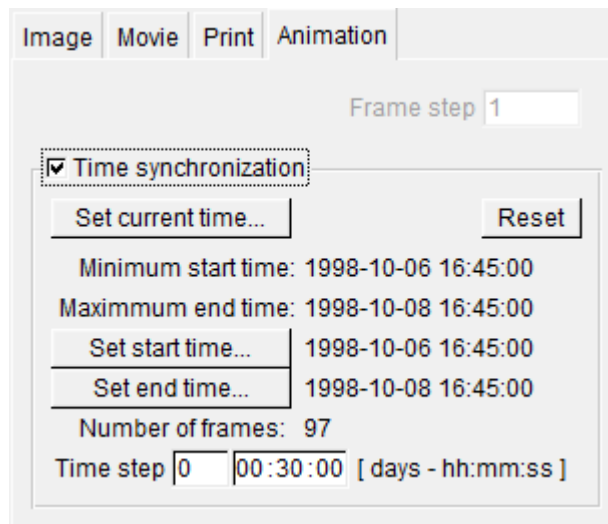 Image Movie Print Animation
Frame step 1
Time synchronization
Set current time... Reset
Minimum start time: 1998-10-06 16:45:00
Maximmum end time: 1998-10-08 16:45:00
Set start time... 1998-10-06 16:45:00
Set end time... 1998-10-08 16:45:00
Number of frames: 97
Time step 0 00:30:00 [ days - hh:mm:ss ]